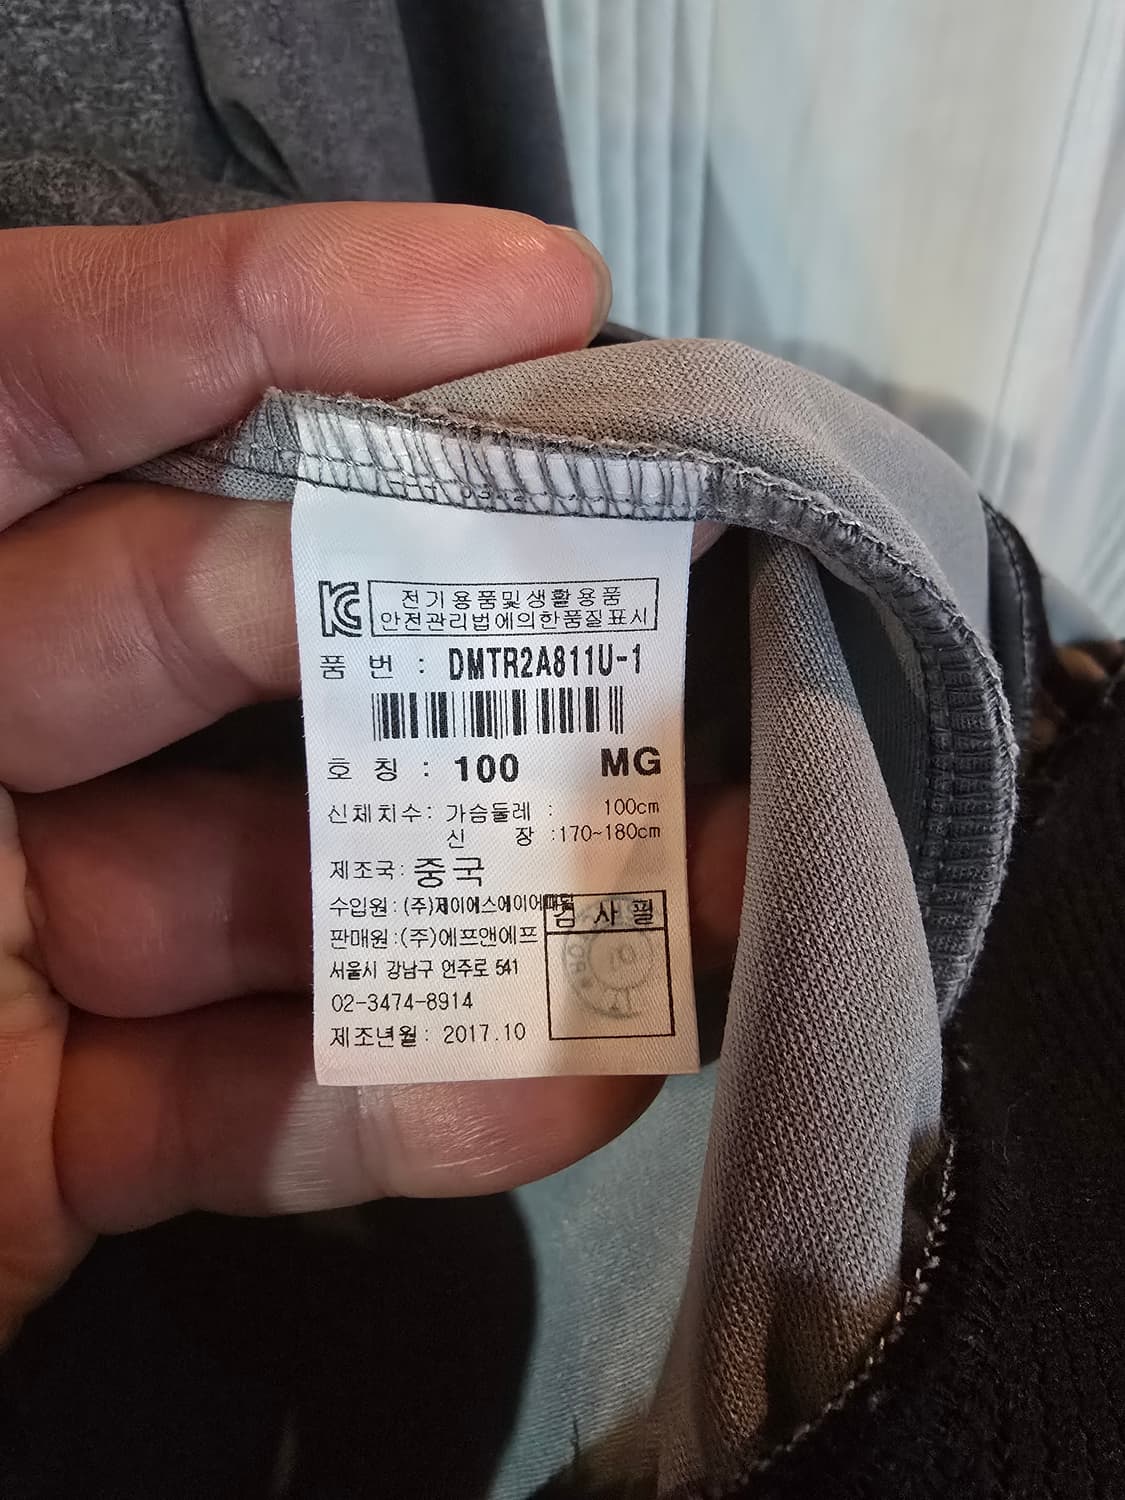 KC 전기용품및생활용품
안전관리법에의한품질표시
품 번 : DMTR2A811U-1
호 칭 : 100 MG
신체치수: 가슴둘레 : 100cm
신 장 :170~180cm
제조국: 중국
수입원:(주)제이에스에이어패럴
검 사 필
판매원:(주)에프앤에프
서울시 강남구 언주로 541
02-3474-8914
제조년월: 2017.10